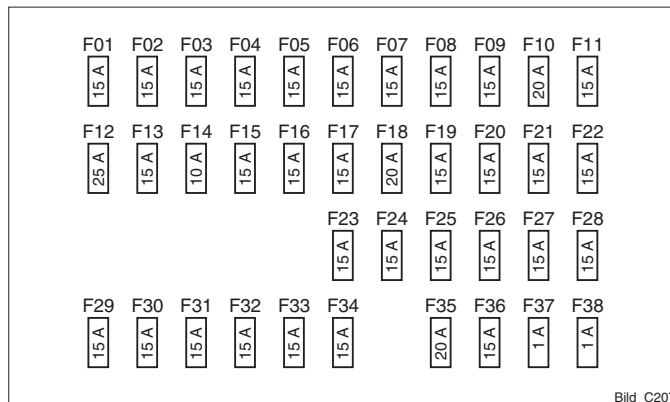 F01 F02 F03 F04 F05 F06 F07 F08 F09 F10 F11
15 A 15 A 15 A 15 A 15 A 15 A 15 A 15 A 15 A 20 A 15 A
F12 F13 F14 F15 F16 F17 F18 F19 F20 F21 F22
25 A 15 A 10 A 15 A 15 A 15 A 20 A 15 A 15 A 15 A 15 A
F23 F24 F25 F26 F27 F28
15 A 15 A 15 A 15 A 15 A 15 A
F29 F30 F31 F32 F33 F34 F35 F36 F37 F38
15 A 15 A 15 A 15 A 15 A 15 A 20 A 15 A 1 A 1 A
Bild